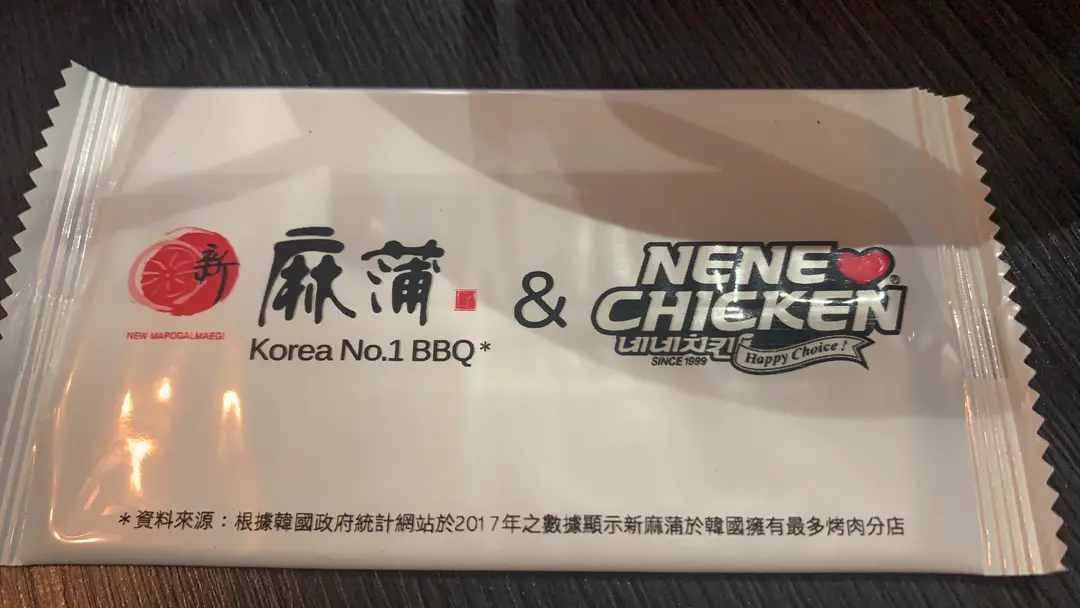 新
麻蒲
NEW MAPOGALMAEGI
Korea No.1 BBQ*
&
NENE
CHICKEN
®
네네치킨
SINCE 1999
Happy Choice !
*資料來源：根據韓國政府統計網站於2017年之數據顯示新麻蒲於韓國擁有最多烤肉分店